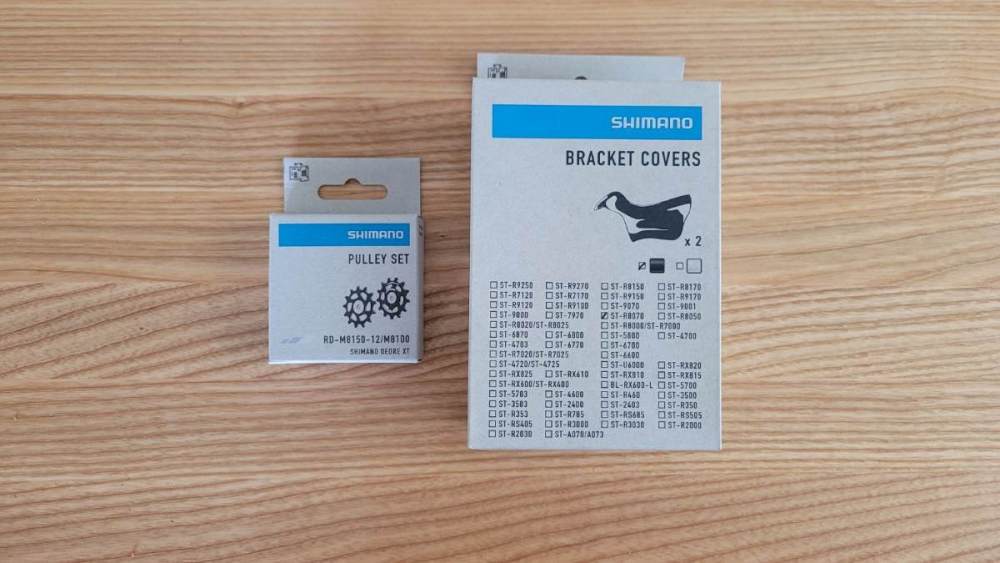 SHIMANO
PULLEY SET
RD-M8150-12/M8100
SHIMANO DEORE XT
SHIMANO
BRACKET COVERS
x 2
ST-R9250 ST-R9270 ST-R8150 ST-R8170
ST-R7120 ST-R7170 ST-R9150 ST-R9170
ST-R9120 ST-R9100 ST-9070 ST-9001
ST-9000 ST-7970 ST-R8070 ST-R8050
ST-R8020/ST-R8025 ST-R8000/ST-R7000
ST-6870 ST-6800 ST-5800 ST-4700
ST-4703 ST-6770 ST-6700
ST-R7020/ST-R7025 ST-6600
ST-4720/ST-4725 ST-U6000 ST-RX820
ST-RX825 ST-RX610 ST-RX810 ST-RX815
ST-RX600/ST-RX400 BL-RX600-L ST-5700
ST-5703 ST-4600 ST-R460 ST-3500
ST-3503 ST-2400 ST-2403 ST-R350
ST-R353 ST-R785 ST-RS685 ST-RS505
ST-RS405 ST-R3000 ST-R3030 ST-R2000
ST-R2030 ST-A070/A073